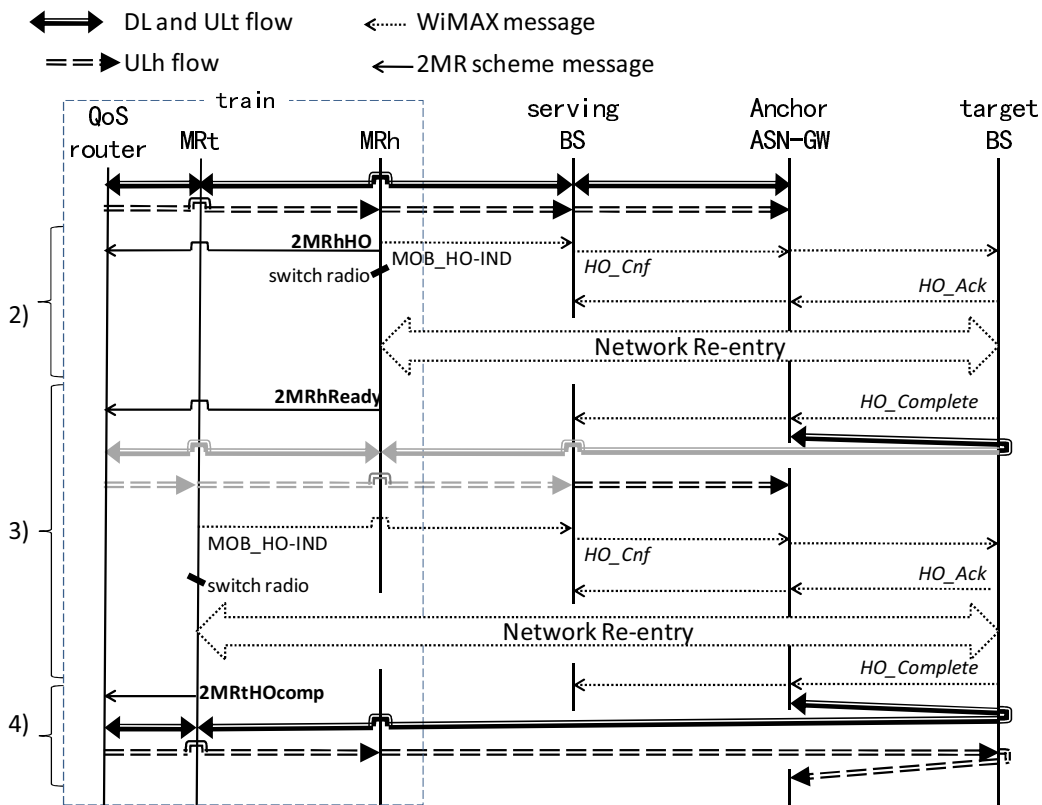 DL and ULt flow
WiMAX message
ULh flow
2MR scheme message
train
QoS
router
MRt
MRh
serving
BS
Anchor
ASN-GW
target
BS
2)
2MRhHO
MOB_HO-IND
switch radio
HO_Cnf
HO_Ack
Network Re-entry
3)
2MRhReady
HO_Complete
MOB_HO-IND
HO_Cnf
switch radio
HO_Ack
Network Re-entry
HO_Complete
4)
2MRtHOcomp